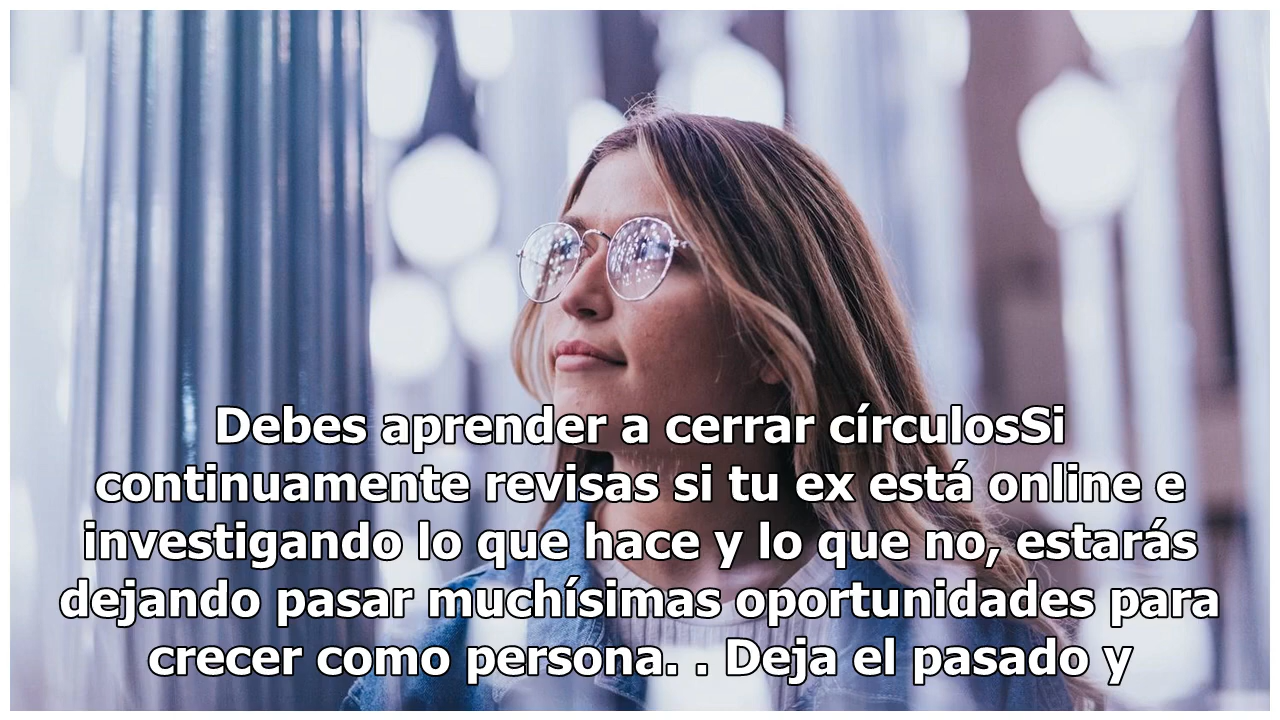 Debes aprender a cerrar círculosSi
continuamente revisas si tu ex está online e
investigando lo que hace y lo que no, estarás
dejando pasar muchísimas oportunidades para
crecer como persona. . Deja el pasado y